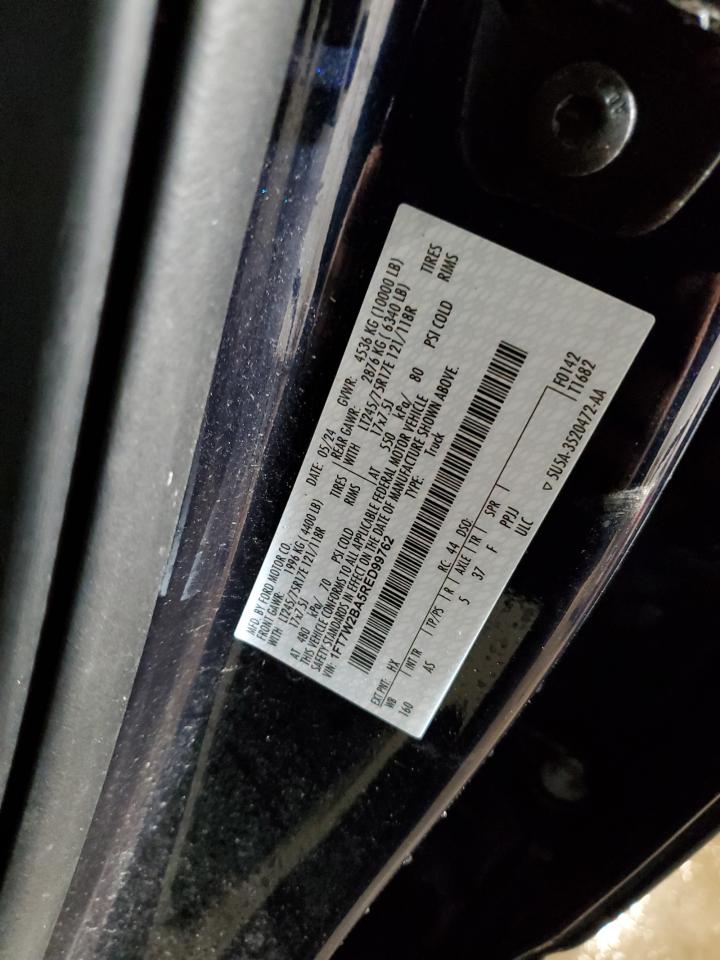 MFD. BY FORD MOTOR CO.
DATE: 05/24 GVWR: 4536 KG (10000 LB)
FRONT GAWR: 1996 KG (4400 LB) REAR GAWR: 2876 KG (6340 LB)
WITH LT245/75R17E 121/118R TIRES WITH LT245/75R17E 121/118R TIRES
17x7.5J RIMS 17x7.5J RIMS
AT 480 kPa/ 70 PSI COLD AT 550 kPa/ 80 PSI COLD
THIS VEHICLE CONFORMS TO ALL APPLICABLE FEDERAL MOTOR VEHICLE
SAFETY STANDARDS IN EFFECT ON THE DATE OF MANUFACTURE SHOWN ABOVE.
VIN: 1FT7W2BA5RED99762 TYPE: Truck
F0142
T1682
EXT PNT: HX RC: 44 DSO:
WB INT TR TP/PS R AXLE TR SPR
160 AS 5 37 F PPJJ
ULC
▽ 5U5A-3520472-AA